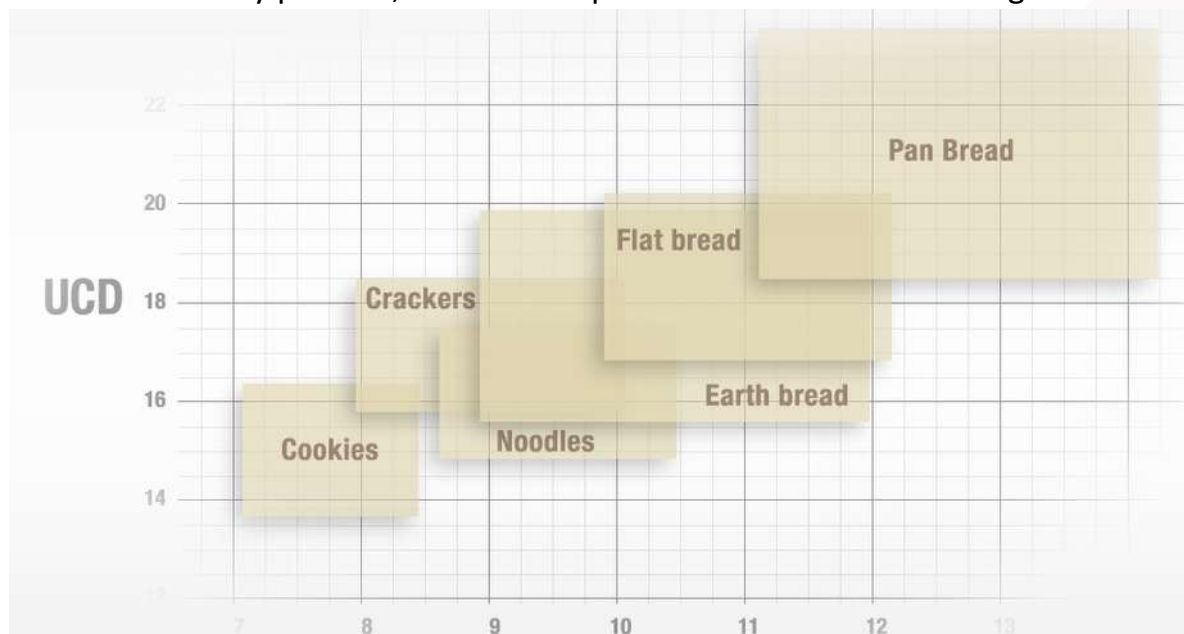 22
Pan Bread
20
Flat bread
UCD 18
Crackers
16
Earth bread
Cookies
Noodles
14
12
7 8 9 10 11 12 13